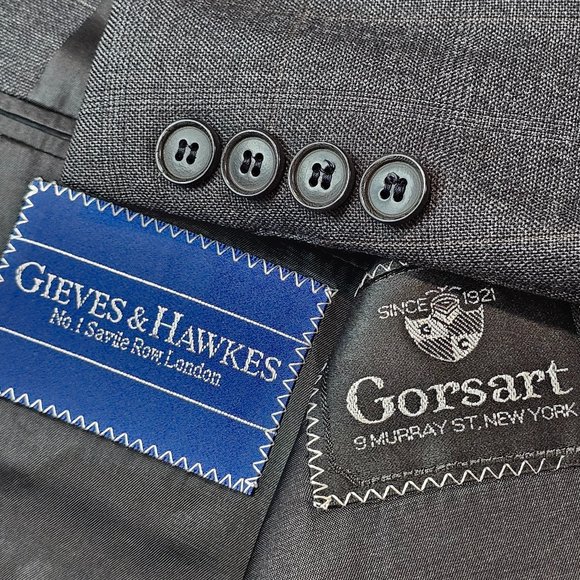 GIEVES & HAWKES
No. 1 Savile Row, London
SINCE 1921
Gorsart
9 MURRAY ST, NEW YORK